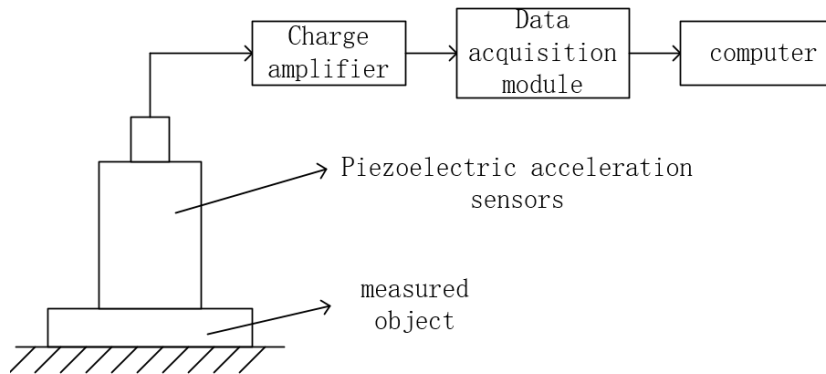 Charge
amplifier
Data
acquisition
module
computer
Piezoelectric acceleration
sensors
measured
object